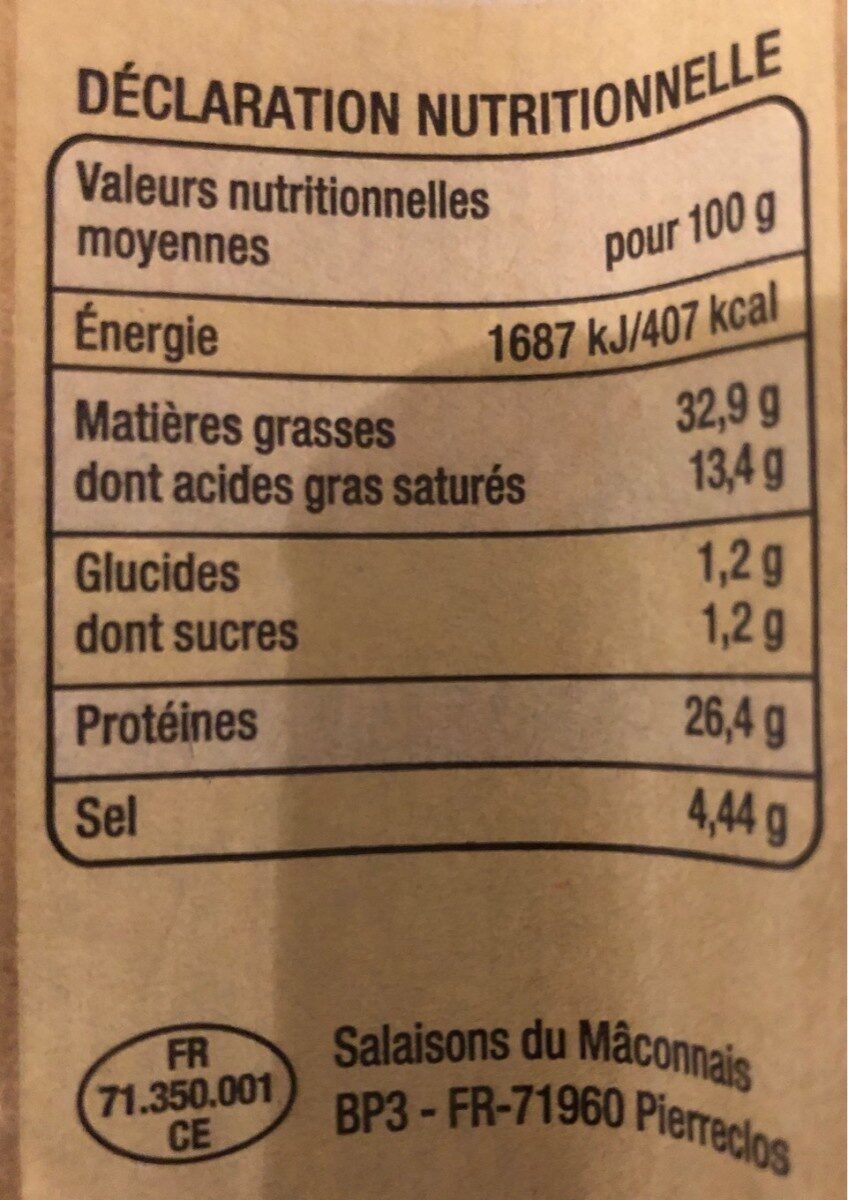 DÉCLARATION NUTRITIONNELLE
Valeurs nutritionnelles
moyennes pour 100 g
Énergie 1687 kJ/407 kcal
Matières grasses 32,9 g
dont acides gras saturés 13,4 g
Glucides 1,2 g
dont sucres 1,2 g
Protéines 26,4 g
Sel 4,44 g
FR
71.350.001
CE
Salaisons du Mâconnais
BP3 - FR-71960 Pierreclos